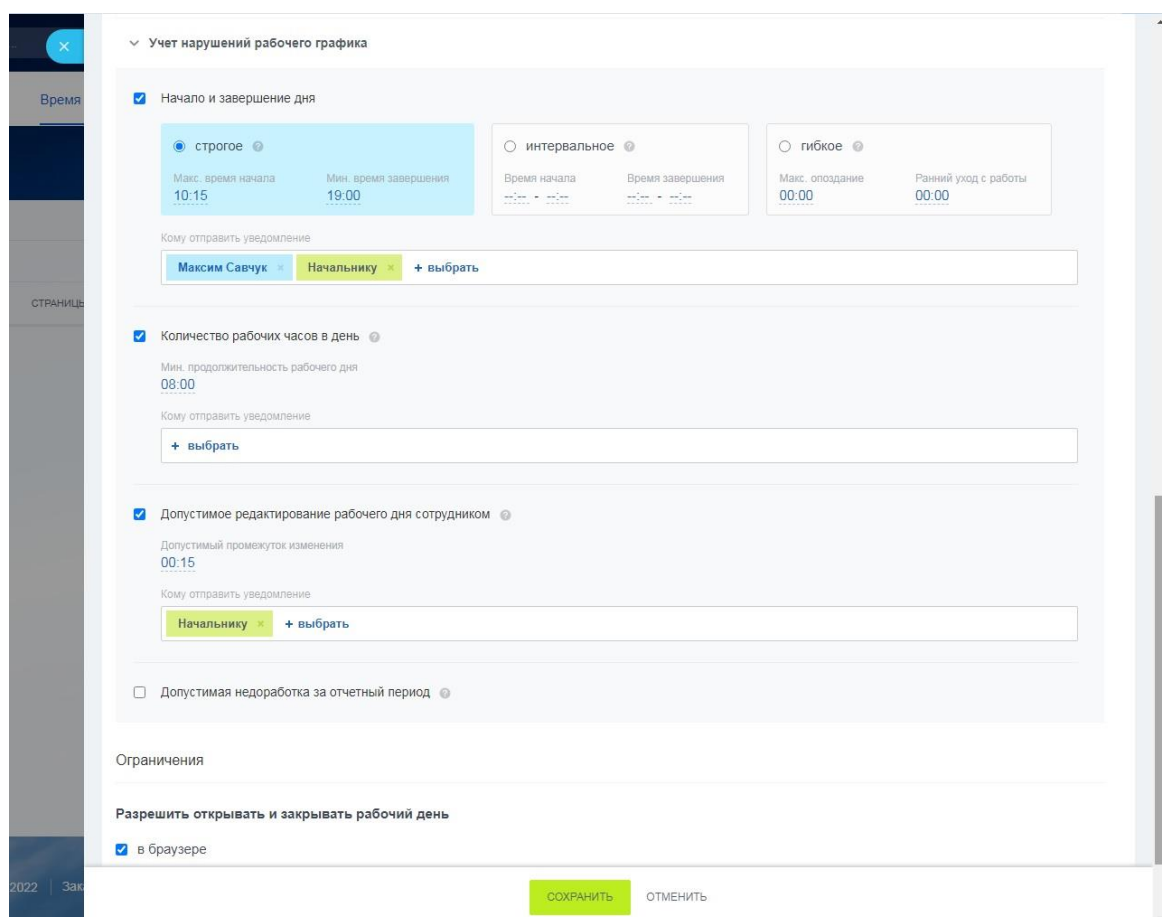 Учет нарушений рабочего графика
Время
Начало и завершение дня
строгое
интервальное
гибкое
Макс. время начала
Мин. время завершения
Время начала
Время завершения
Макс. опоздание
Ранний уход с работы
10:15
19:00
--:-- - --:--
--:-- - --:--
00:00
00:00
Кому отправить уведомление
Максим Савчук × Начальнику × + выбрать
СТРАНИЦЫ
Количество рабочих часов в день
Мин. продолжительность рабочего дня
08:00
Кому отправить уведомление
+ выбрать
Допустимое редактирование рабочего дня сотрудником
Допустимый промежуток изменения
00:15
Кому отправить уведомление
Начальнику × + выбрать
Допустимая недоработка за отчетный период
Ограничения
Разрешить открывать и закрывать рабочий день
в браузере
2022
Зак
СОХРАНИТЬ
ОТМЕНИТЬ